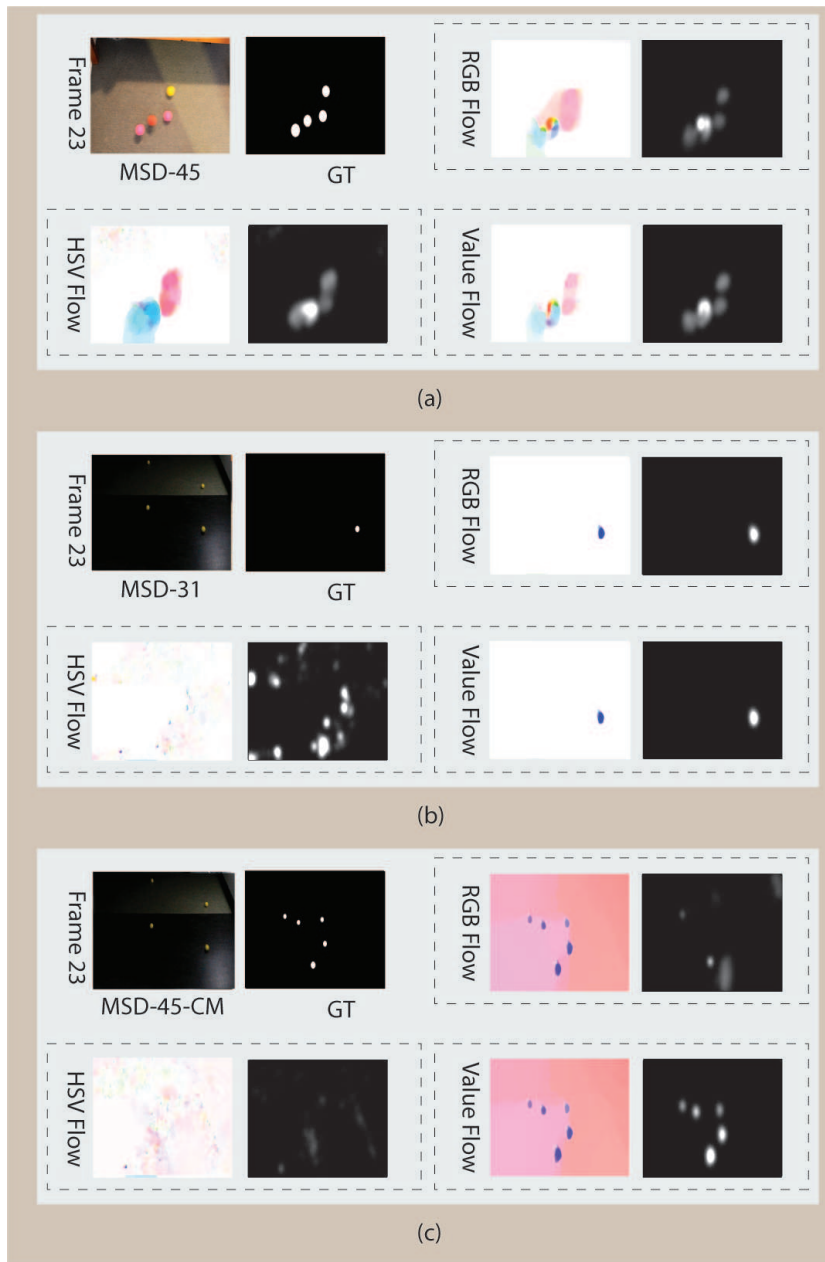 Frame 23
MSD-45
GT
RGB Flow
HSV Flow
Value Flow
(a)
Frame 23
MSD-31
GT
RGB Flow
HSV Flow
Value Flow
(b)
Frame 23
MSD-45-CM
GT
RGB Flow
HSV Flow
Value Flow
(c)